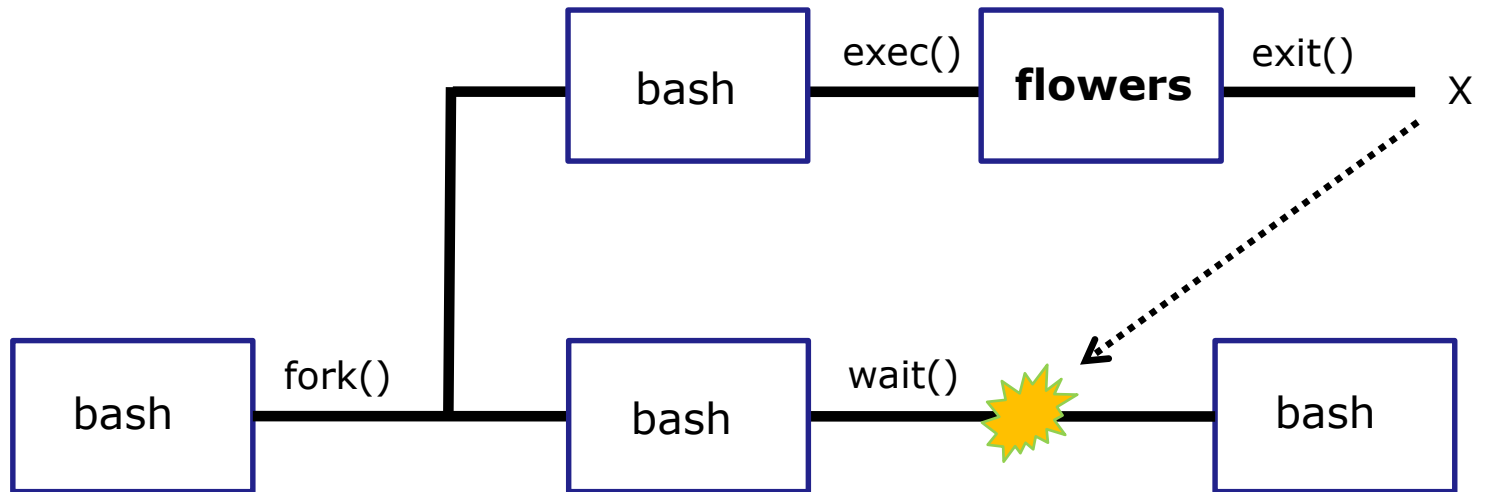 bash
exec()
flowers
exit()
X
bash
fork()
bash
wait()
bash